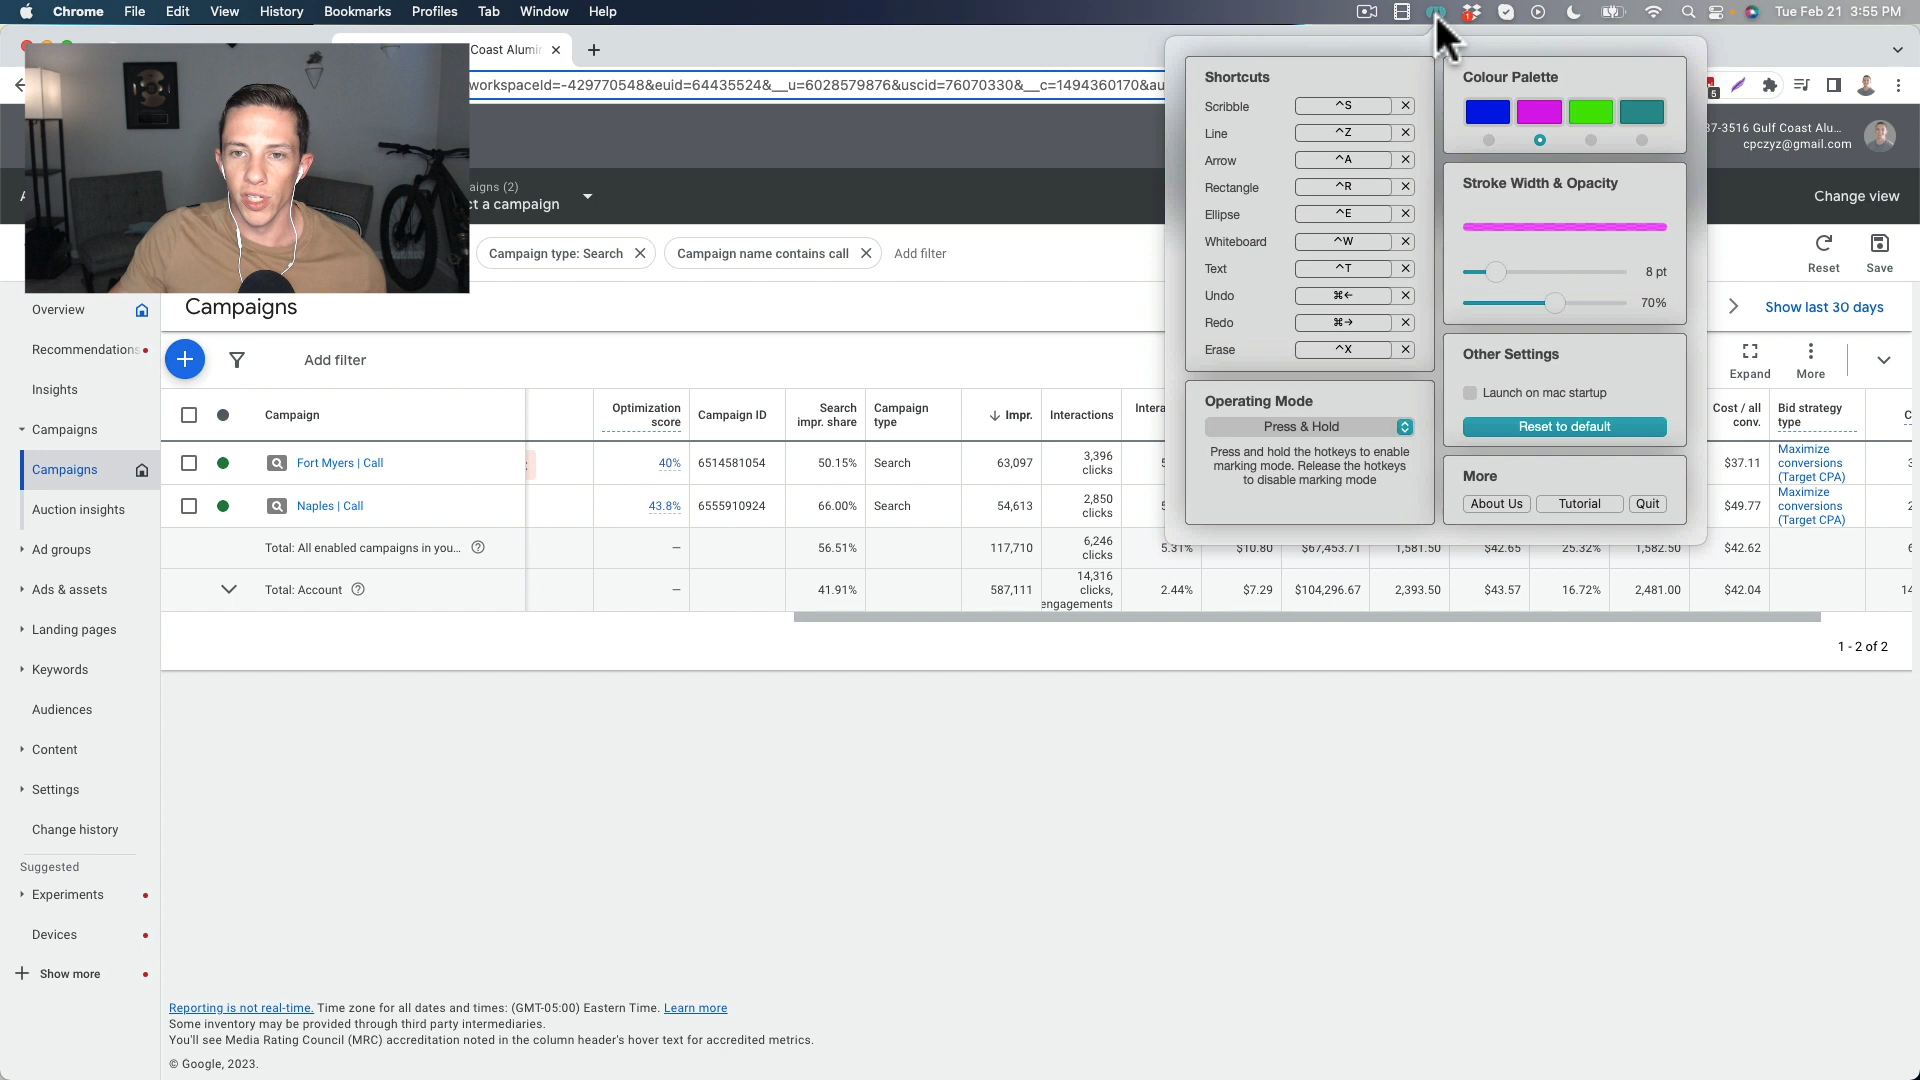 Chrome File Edit View History Bookmarks Profiles Tab Window Help
1
Tue Feb 21 3:55 PM
Coast Alumi
workspaceId=-429770548&euid=64435524&__u=6028579876&uscid=76070330&__c=1494360170&au
5
aigns (2)
ct a campaign
37-3516 Gulf Coast Alu...
cpczyz@gmail.com
Change view
Campaign type: Search
Campaign name contains call
Add filter
Reset
Save
Overview
Recommendations
Insights
Campaigns
Campaigns
Auction insights
Ad groups
Ads & assets
Landing pages
Keywords
Audiences
Content
Settings
Change history
Suggested
Experiments
Devices
Show more
Campaigns
Show last 30 days
Add filter
Expand
More
Campaign
Optimization score
Campaign ID
Search impr. share
Campaign type
Impr.
Interactions
Intera
Cost / all conv.
Bid strategy type
C
Fort Myers | Call 40% 6514581054 50.15% Search 63,097 3,396 clicks 5 $37.11 Maximize conversions (Target CPA) 3
Naples | Call 43.8% 6555910924 66.00% Search 54,613 2,850 clicks 5 $49.77 Maximize conversions (Target CPA) 2
Total: All enabled campaigns in you... – 56.51% 117,710 6,246 clicks 5.31% $10.80 $67,453.71 1,581.50 $42.65 25.32% 1,582.50 $42.62 6
Total: Account – 41.91% 587,111 14,316 clicks, engagements 2.44% $7.29 $104,296.67 2,393.50 $43.57 16.72% 2,481.00 $42.04 14
1 - 2 of 2
Shortcuts
Scribble ^S
Line ^Z
Arrow ^A
Rectangle ^R
Ellipse ^E
Whiteboard ^W
Text ^T
Undo ⌘←
Redo ⌘→
Erase ^X
Operating Mode
Press & Hold
Press and hold the hotkeys to enable
marking mode. Release the hotkeys
to disable marking mode
Colour Palette
Stroke Width & Opacity
8 pt
70%
Other Settings
Launch on mac startup
Reset to default
More
About Us Tutorial Quit
Reporting is not real-time. Time zone for all dates and times: (GMT-05:00) Eastern Time. Learn more
Some inventory may be provided through third party intermediaries.
You'll see Media Rating Council (MRC) accreditation noted in the column header's hover text for accredited metrics.
© Google, 2023.